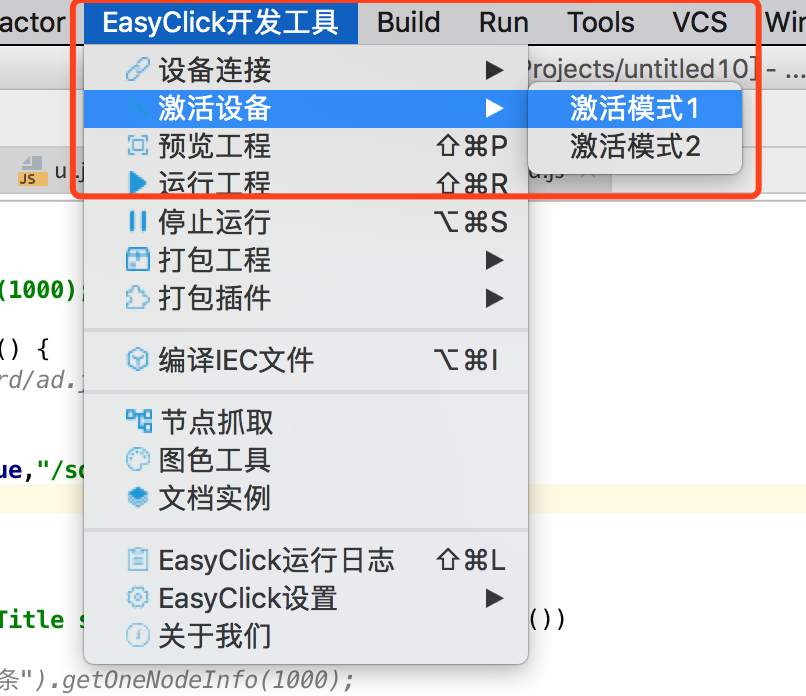 actor EasyClick开发工具 Build Run Tools VCS Win
设备连接
Projects/untitled10] - ...
激活设备
激活模式1
预览工程 ⇧⌘P
激活模式2
JS u.j
运行工程 ⇧⌘R
停止运行 ⌥⌘S
打包工程
(1000);
打包插件
() {
编译IEC文件 ⌥⌘I
rd/ad.j
节点抓取
图色工具
ue,"/sd
文档实例
EasyClick运行日志 ⇧⌘L
EasyClick设置
Title s
())
关于我们
条").getOneNodeInfo(1000);